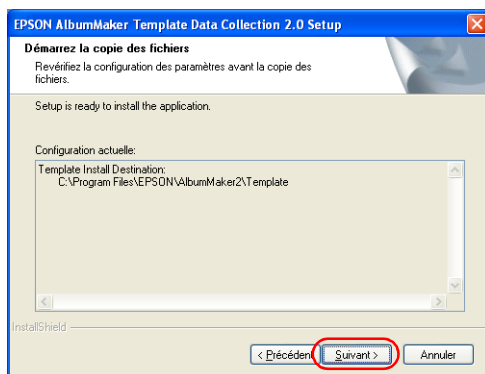 EPSON AlbumMaker Template Data Collection 2.0 Setup
Démarrez la copie des fichiers
Revérifiez la configuration des paramètres avant la copie des
fichiers.
Setup is ready to install the application.
Configuration actuelle:
Template Install Destination:
C:\Program Files\EPSON\AlbumMaker2\Template
InstallShield
< Précéden Suivant > Annuler